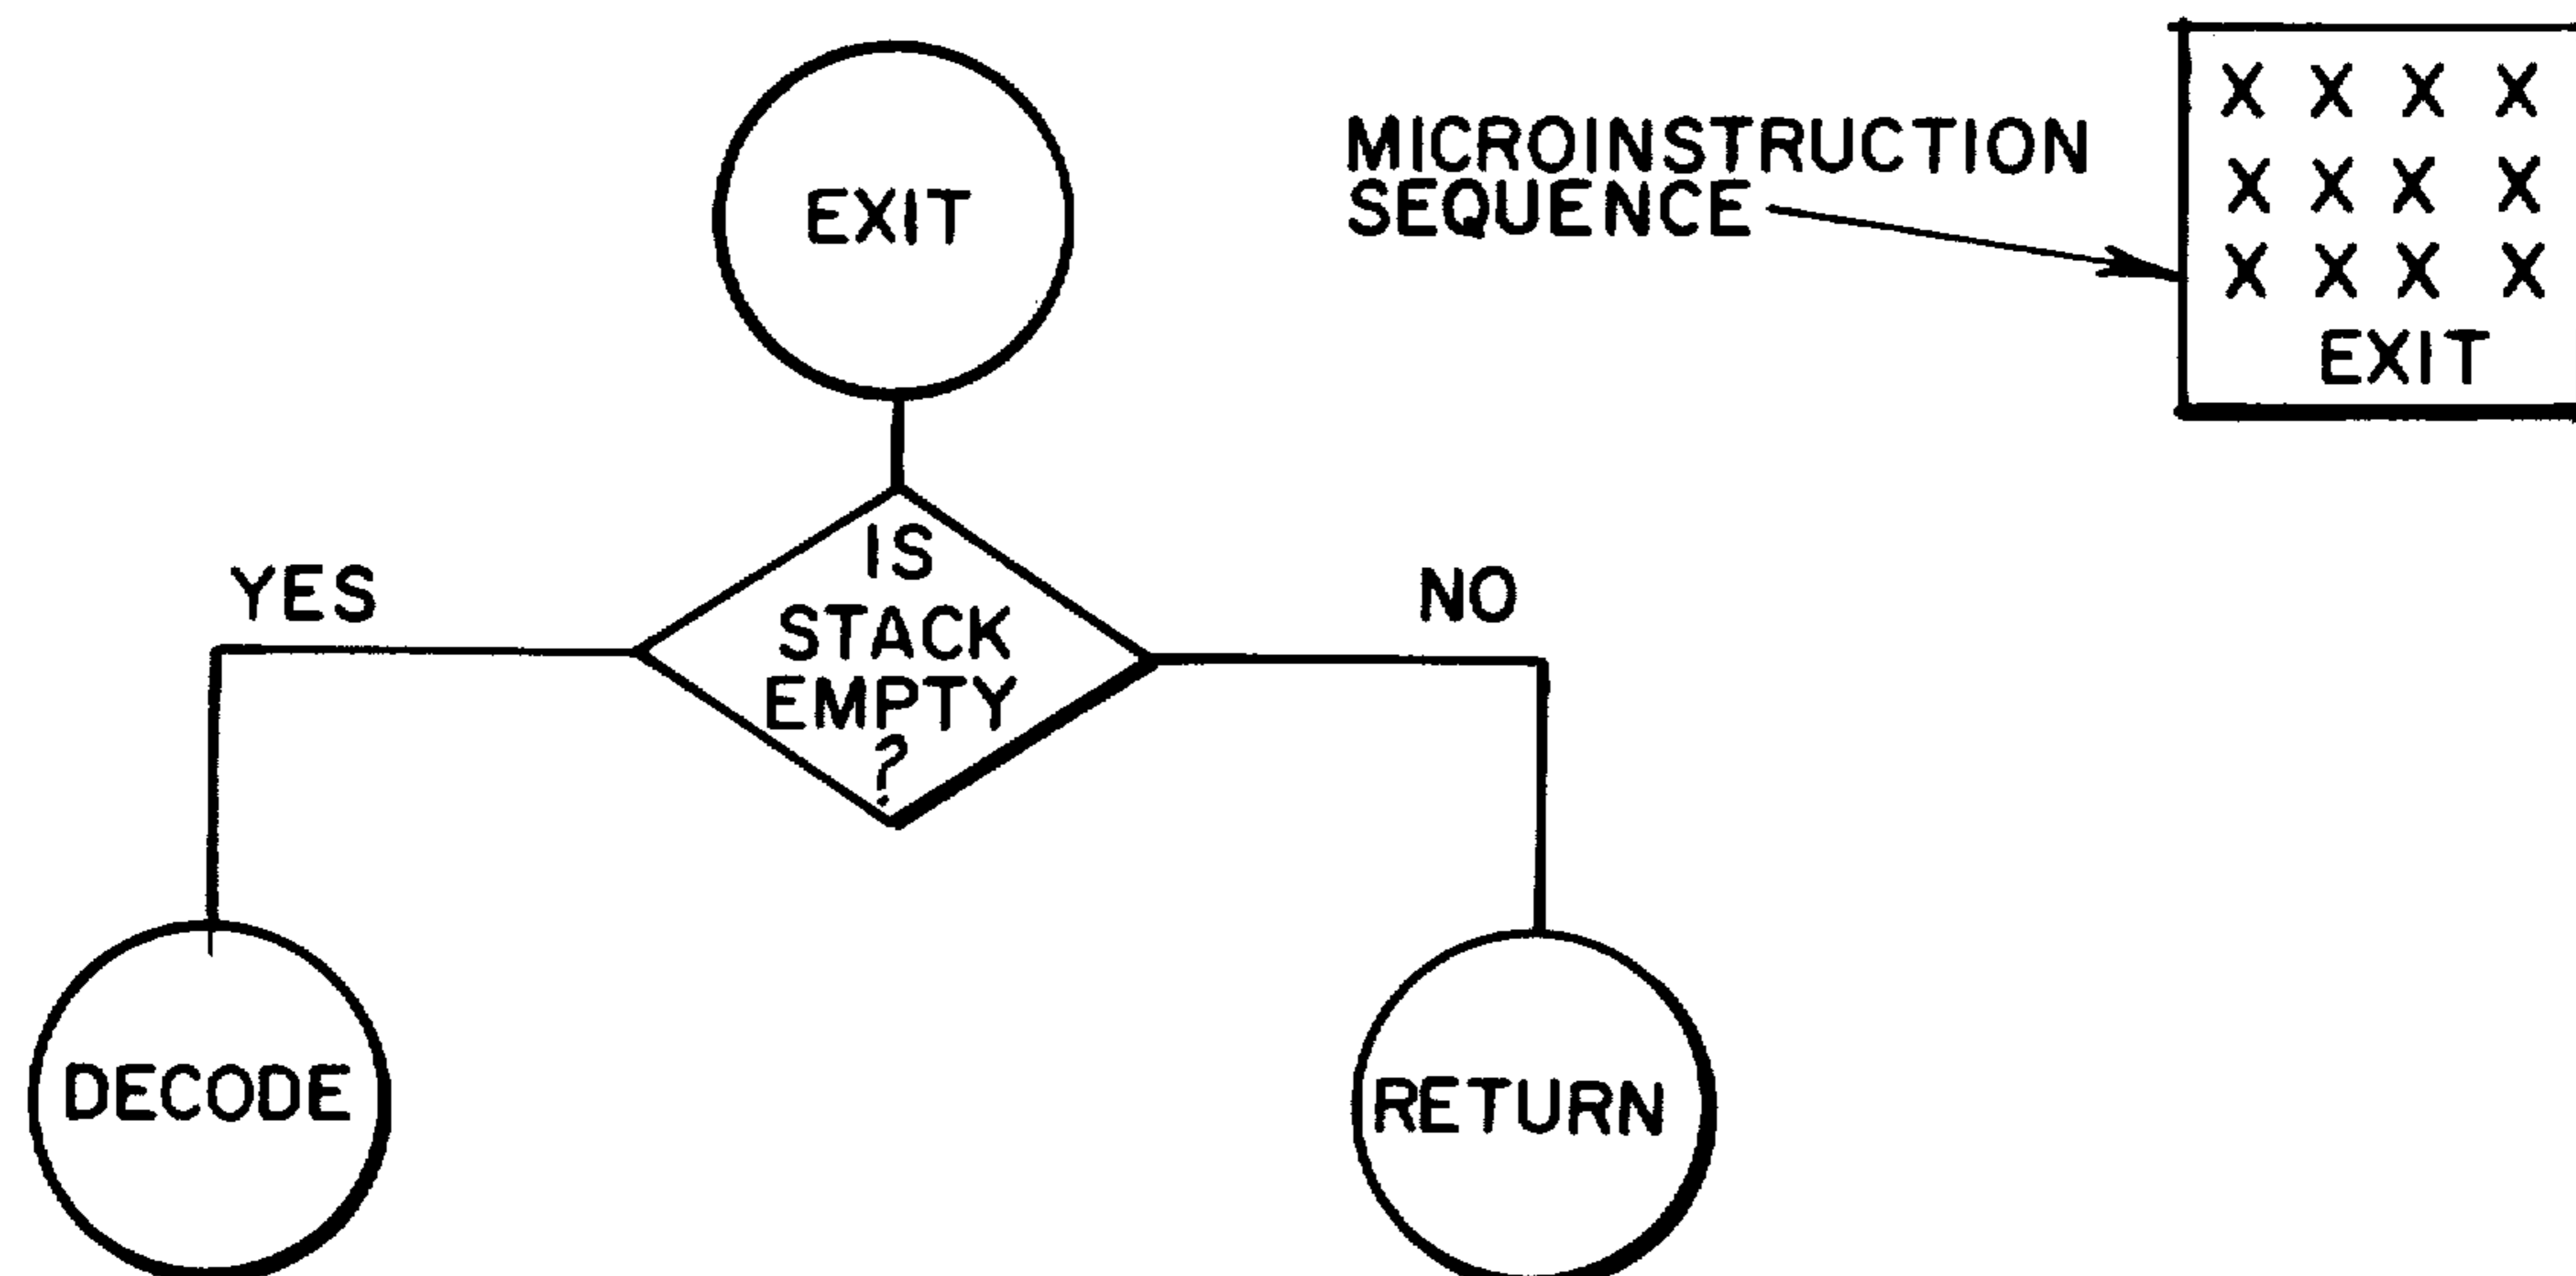 EXIT
MICROINSTRUCTION
SEQUENCE
X X X X
X X X X
X X X X
EXIT
IS
STACK
EMPTY
?
YES
NO
DECODE
RETURN